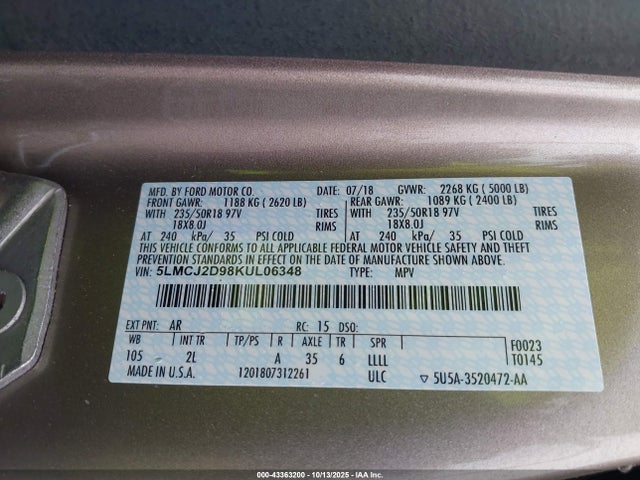 MFD. BY FORD MOTOR CO. DATE: 07/18 GVWR: 2268 KG ( 5000 LB)
FRONT GAWR: 1188 KG ( 2620 LB) REAR GAWR: 1089 KG ( 2400 LB)
WITH 235/50R18 97V TIRES WITH 235/50R18 97V TIRES
18X8.0J RIMS 18X8.0J RIMS
AT 240 kPa/ 35 PSI COLD AT 240 kPa/ 35 PSI COLD
THIS VEHICLE CONFORMS TO ALL APPLICABLE FEDERAL MOTOR VEHICLE SAFETY AND THEFT
PREVENTION STANDARDS IN EFFECT ON THE DATE OF MANUFACTURE SHOWN ABOVE.
VIN: 5LMCJ2D98KUL06348 TYPE: MPV
EXT PNT: AR RC: 15 DSO:
WB INT TR TP/PS R AXLE TR SPR F0023
105 2L A 35 6 LLLL T0145
MADE IN U.S.A. 1201807312261 ULC ▽ 5U5A-3520472-AA
000-43363200 - 10/13/2025 - IAA Inc.